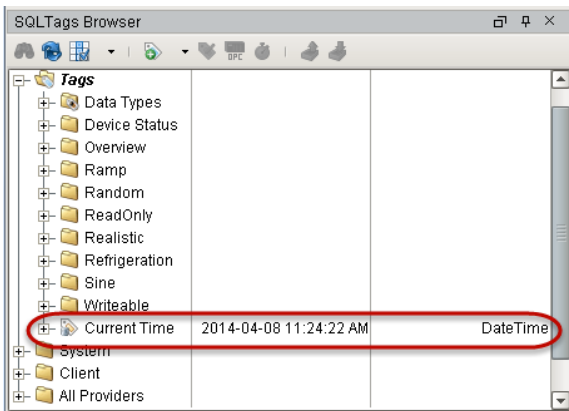 SQLTags Browser
OPC
Tags
Data Types
Device Status
Overview
Ramp
Random
ReadOnly
Realistic
Refrigeration
Sine
Writeable
Current Time 2014-04-08 11:24:22 AM DateTime
System
Client
All Providers